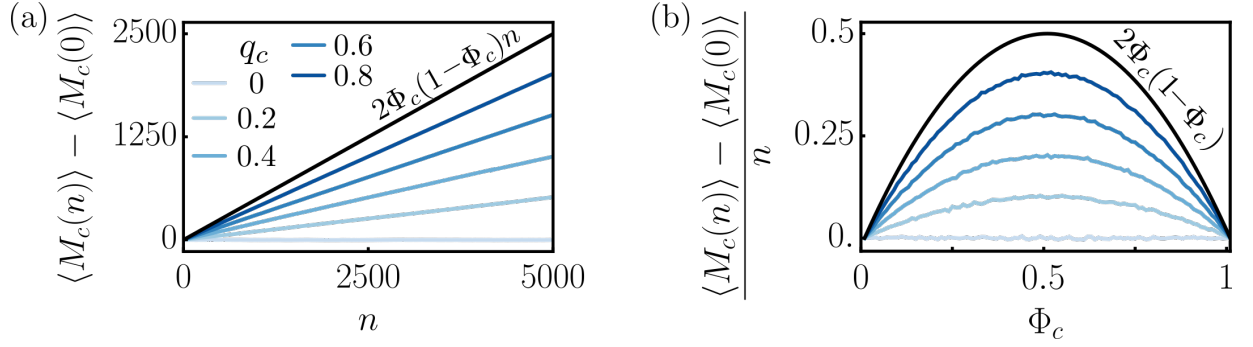 (a)
⟨M_c(n)⟩ − ⟨M_c(0)⟩
2500
1250
0
q_c
0
0.2
0.4
0.6
0.8
2Φ_c(1−Φ_c)n
0
2500
5000
n
(b)
⟨M_c(n)⟩ − ⟨M_c(0)⟩
n
0.5
0.25
0.
2Φ_c(1−Φ_c)
0
0.5
1
Φ_c